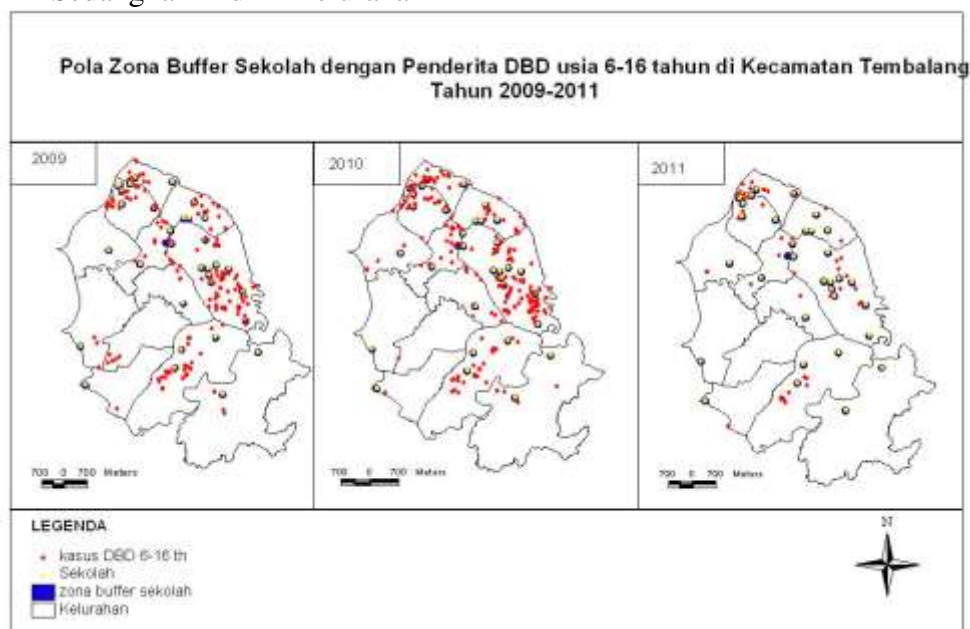 Pola Zona Buffer Sekolah dengan Penderita DBD usia 6-16 tahun di Kecamatan Tembalang
Tahun 2009-2011
2009
2010
2011
700 0 700 Meters
700 0 700 Meters
700 0 700 Meters
LEGENDA
kasus DBD 6-16 th
Sekolah
zona buffer sekolah
Kelurahan
N